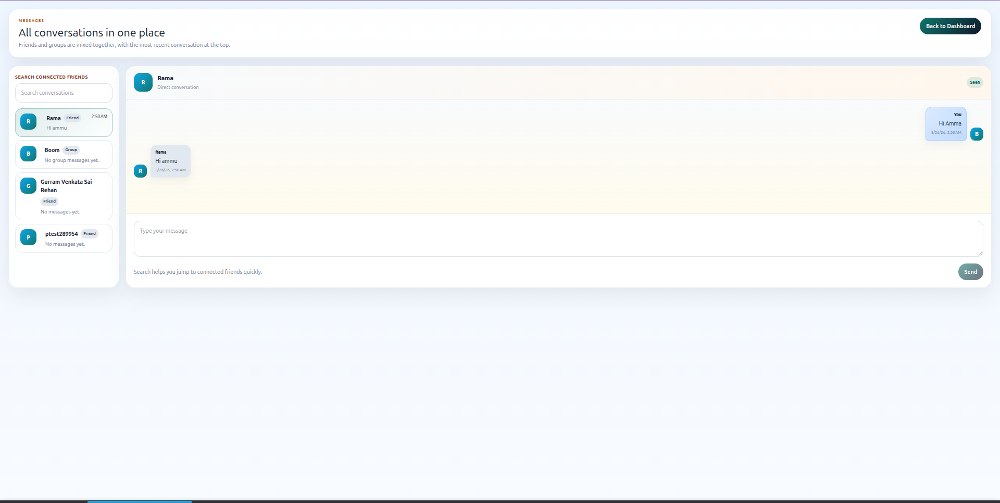 MESSAGES
All conversations in one place
Friends and groups are mixed together, with the most recent conversation at the top.
Back to Dashboard
SEARCH CONNECTED FRIENDS
Search conversations
R
Rama Friend 2:50 AM
Hi ammu
B
Boom Group
No group messages yet.
G
Gurram Venkata Sai
Rehan
Friend
No messages yet.
P
ptest289954 Friend
No messages yet.
R
Rama
Direct conversation
Seen
You
Hi Amma
3/26/26, 2:50 AM
B
Rama
Hi ammu
3/26/26, 2:50 AM
R
Type your message
Search helps you jump to connected friends quickly.
Send